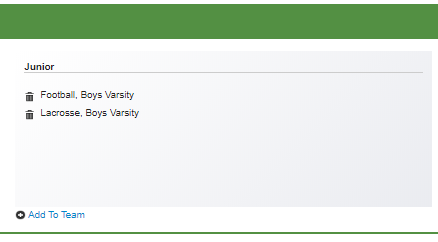 Junior
Football, Boys Varsity
Lacrosse, Boys Varsity
Add To Team